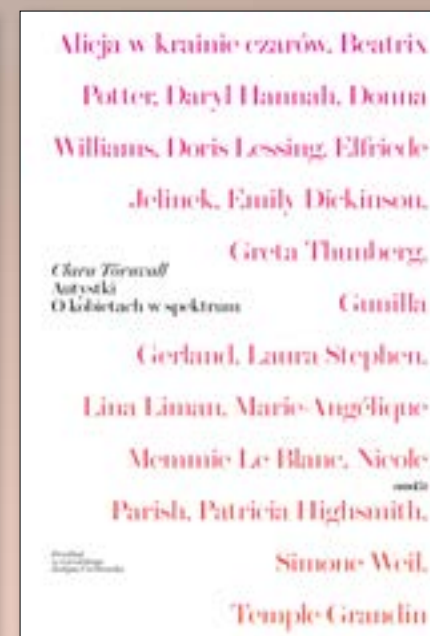 Alicja w krainie czarów, Beatrix
Potter, Daryl Hannah, Donna
Williams, Doris Lessing, Elfriede
Jelinek, Emily Dickinson,
Greta Thunberg,
Clara Törnvall
Autystki
O kobietach w spektrum
Gunilla
Gerland, Laura Stephen,
Lina Liman, Marie-Angélique
Memmie Le Blanc, Nicole
Parish, Patricia Highsmith,
Simone Weil,
Temple Grandin